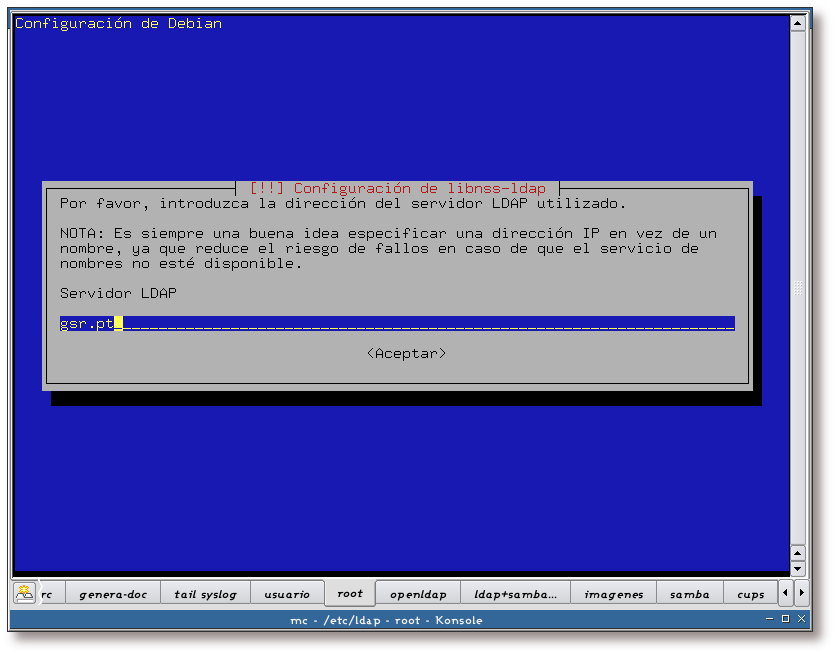 Configuración de Debian
[!!] Configuración de libnss-ldap
Por favor, introduzca la dirección del servidor LDAP utilizado.
NOTA: Es siempre una buena idea especificar una dirección IP en vez de un
nombre, ya que reduce el riesgo de fallos en caso de que el servicio de
nombres no esté disponible.
Servidor LDAP
gsr.pt
<Aceptar>
rc genera-doc tail syslog usuario root openldap ldap+samba... imagenes samba cups
mc - /etc/ldap - root - Konsole